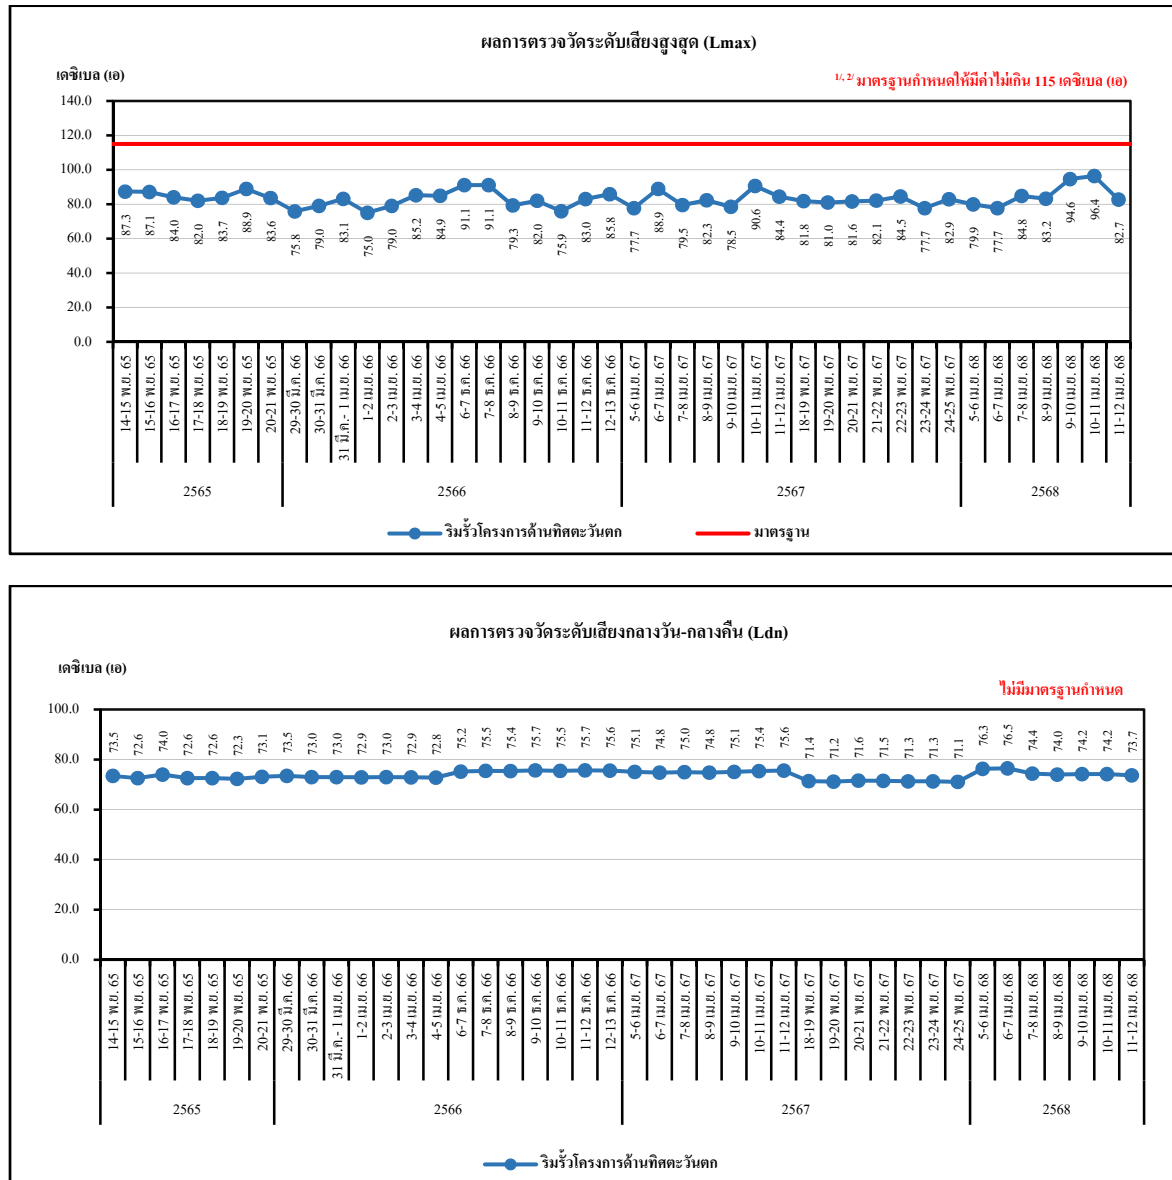 ผลการตรวจวัดระดับเสียงสูงสุด (Lmax)
เดซิเบล (เอ)
1/, 2/ มาตรฐานกำหนดให้มีค่าไม่เกิน 115 เดซิเบล (เอ)
140.0
120.0
100.0
80.0
60.0
40.0
20.0
0.0
87.3 87.1 84.0 82.0 83.7 88.9 83.6 75.8 79.0 83.1 75.0 79.0 85.2 84.9 91.1 91.1 79.3 82.0 75.9 83.0 85.8 77.7 88.9 79.5 82.3 78.5 90.6 84.4 81.8 81.0 81.6 82.1 84.5 77.7 82.9 79.9 77.7 84.8 83.2 94.6 96.4 82.7
14-15 พ.ย. 65 15-16 พ.ย. 65 16-17 พ.ย. 65 17-18 พ.ย. 65 18-19 พ.ย. 65 19-20 พ.ย. 65 20-21 พ.ย. 65 29-30 มี.ค. 66 30-31 มี.ค. 66 31 มี.ค.- 1 เม.ย. 66 1-2 เม.ย. 66 2-3 เม.ย. 66 3-4 เม.ย. 66 4-5 เม.ย. 66 6-7 ธ.ค. 66 7-8 ธ.ค. 66 8-9 ธ.ค. 66 9-10 ธ.ค. 66 10-11 ธ.ค. 66 11-12 ธ.ค. 66 12-13 ธ.ค. 66 5-6 เม.ย. 67 6-7 เม.ย. 67 7-8 เม.ย. 67 8-9 เม.ย. 67 9-10 เม.ย. 67 10-11 เม.ย. 67 11-12 เม.ย. 67 18-19 พ.ย. 67 19-20 พ.ย. 67 20-21 พ.ย. 67 21-22 พ.ย. 67 22-23 พ.ย. 67 23-24 พ.ย. 67 24-25 พ.ย. 67 5-6 เม.ย. 68 6-7 เม.ย. 68 7-8 เม.ย. 68 8-9 เม.ย. 68 9-10 เม.ย. 68 10-11 เม.ย. 68 11-12 เม.ย. 68
2565 2566 2567 2568
ริมรั้วโครงการด้านทิศตะวันตก มาตรฐาน
ผลการตรวจวัดระดับเสียงกลางวัน-กลางคืน (Ldn)
เดซิเบล (เอ)
ไม่มีมาตรฐานกำหนด
100.0
80.0
60.0
40.0
20.0
0.0
73.5 72.6 74.0 72.6 72.6 72.3 73.1 73.5 73.0 73.0 72.9 73.0 72.9 72.8 75.2 75.5 75.4 75.7 75.5 75.7 75.6 75.1 74.8 75.0 74.8 75.1 75.4 75.6 71.4 71.2 71.6 71.5 71.3 71.3 71.1 76.3 76.5 74.4 74.0 74.2 74.2 73.7
14-15 พ.ย. 65 15-16 พ.ย. 65 16-17 พ.ย. 65 17-18 พ.ย. 65 18-19 พ.ย. 65 19-20 พ.ย. 65 20-21 พ.ย. 65 29-30 มี.ค. 66 30-31 มี.ค. 66 31 มี.ค.- 1 เม.ย. 66 1-2 เม.ย. 66 2-3 เม.ย. 66 3-4 เม.ย. 66 4-5 เม.ย. 66 6-7 ธ.ค. 66 7-8 ธ.ค. 66 8-9 ธ.ค. 66 9-10 ธ.ค. 66 10-11 ธ.ค. 66 11-12 ธ.ค. 66 12-13 ธ.ค. 66 5-6 เม.ย. 67 6-7 เม.ย. 67 7-8 เม.ย. 67 8-9 เม.ย. 67 9-10 เม.ย. 67 10-11 เม.ย. 67 11-12 เม.ย. 67 18-19 พ.ย. 67 19-20 พ.ย. 67 20-21 พ.ย. 67 21-22 พ.ย. 67 22-23 พ.ย. 67 23-24 พ.ย. 67 24-25 พ.ย. 67 5-6 เม.ย. 68 6-7 เม.ย. 68 7-8 เม.ย. 68 8-9 เม.ย. 68 9-10 เม.ย. 68 10-11 เม.ย. 68 11-12 เม.ย. 68
2565 2566 2567 2568
ริมรั้วโครงการด้านทิศตะวันตก